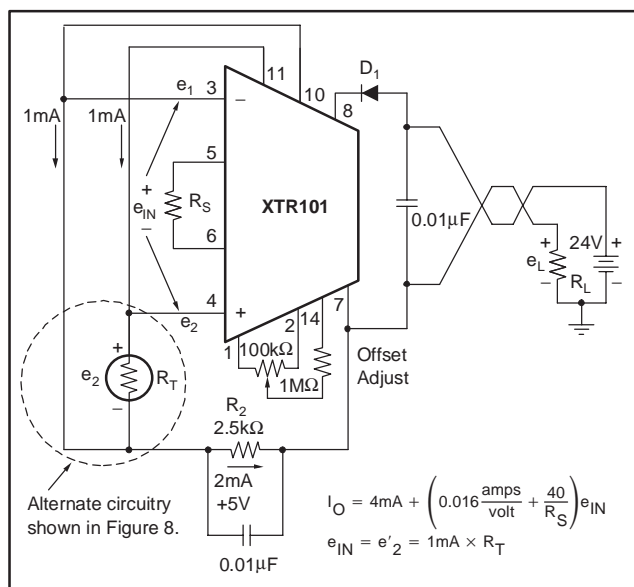 11
10
D1
8
e1
3
−
1mA
1mA
5
+
eIN
−
RS
XTR101
0.01μF
6
24V
+
+
eL
RL
−
−
4
+
7
14
2
e2
1
100kΩ
1MΩ
Offset
Adjust
+
e2
RT
−
R2
2.5kΩ
2mA
+5V
0.01μF
Alternate circuitry
shown in Figure 8.
IO = 4mA + (0.016 amps/volt + 40/RS) eIN
eIN = e′2 = 1mA × RT